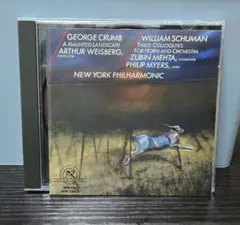 GEORGE CRUMB
A HAUNTED LANDSCAPE
ARTHUR WEISBERG,
WILLIAM SCHUMAN
THREE COLLOQUIES
FOR HORN AND ORCHESTRA
ZUBIN MEHTA,
PHILIP MYERS,
NEW YORK PHILHARMONIC